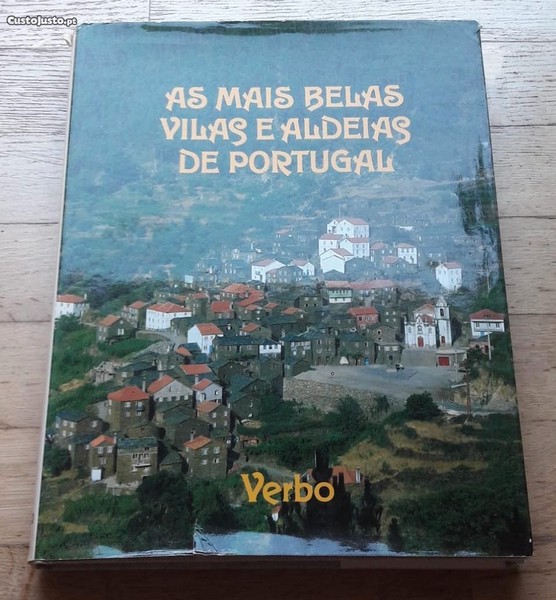 CustoJusto.pt
AS MAIS BELAS
VILAS E ALDEIAS
DE PORTUGAL
Verbo